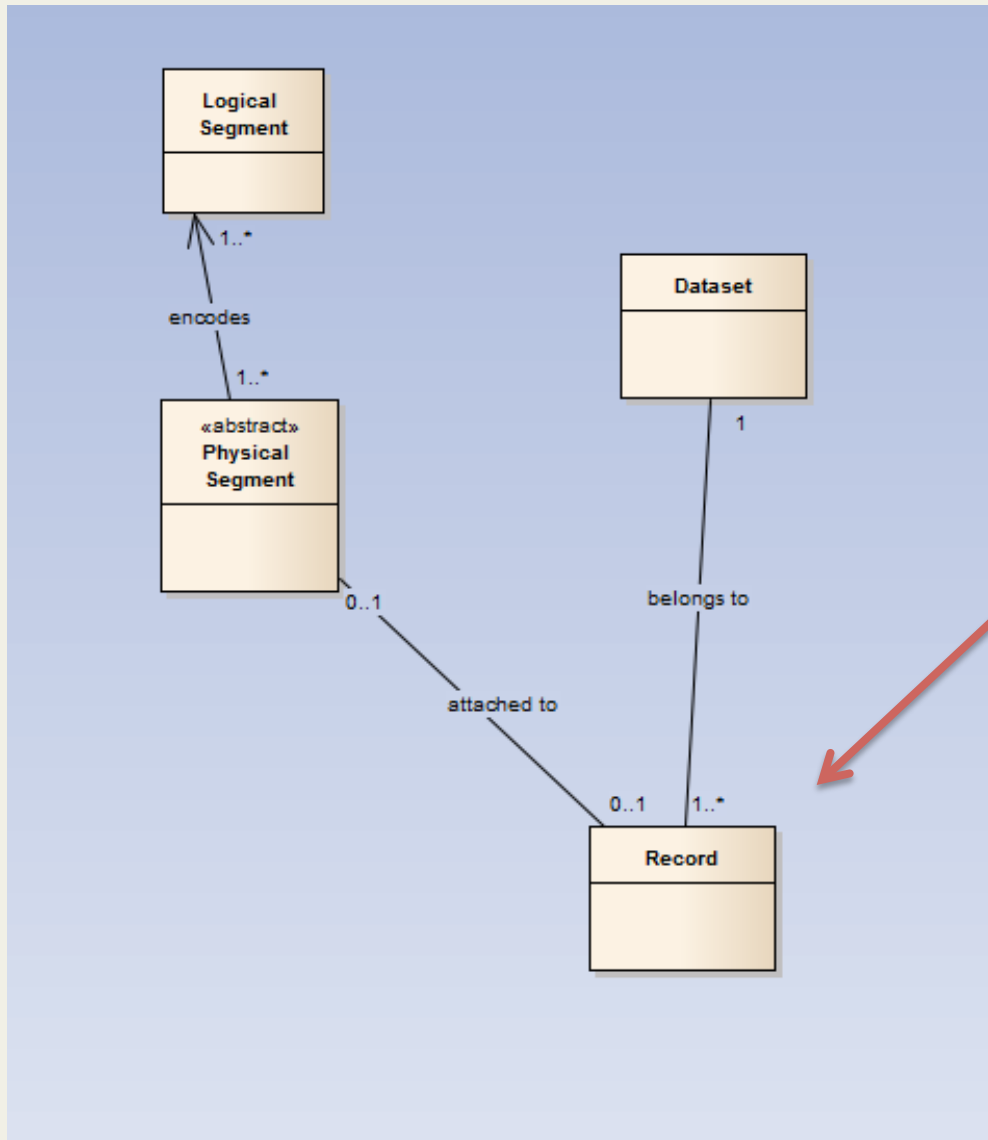 Logical
Segment
1..*
encodes
1..*
«abstract»
Physical
Segment
0..1
attached to
Dataset
1
belongs to
0..1
1..*
Record